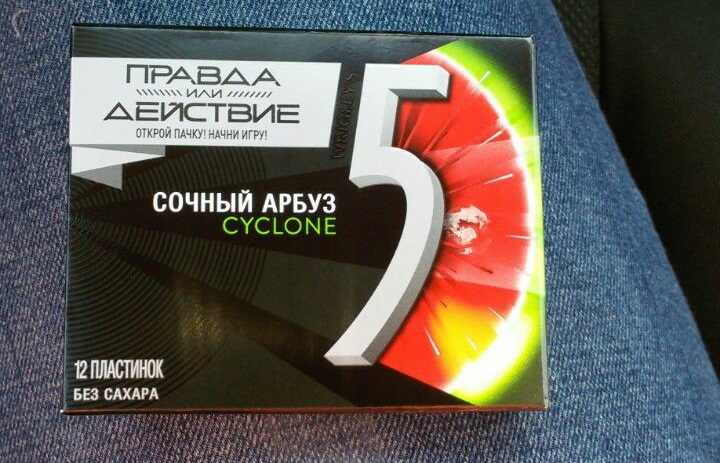 ПРАВДА
ИЛИ
ДЕЙСТВИЕ
ОТКРОЙ ПАЧКУ! НАЧНИ ИГРУ!
WRIGLEY'S
5
СОЧНЫЙ АРБУЗ
CYCLONE
12 ПЛАСТИНОК
БЕЗ САХАРА